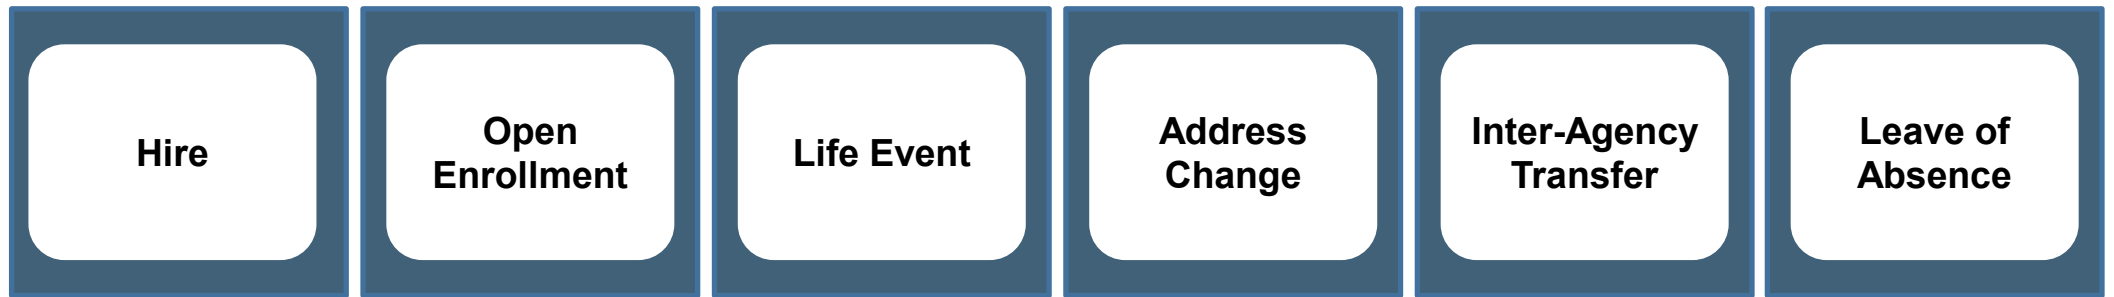 Hire
Open
Enrollment
Life Event
Address
Change
Inter-Agency
Transfer
Leave of
Absence